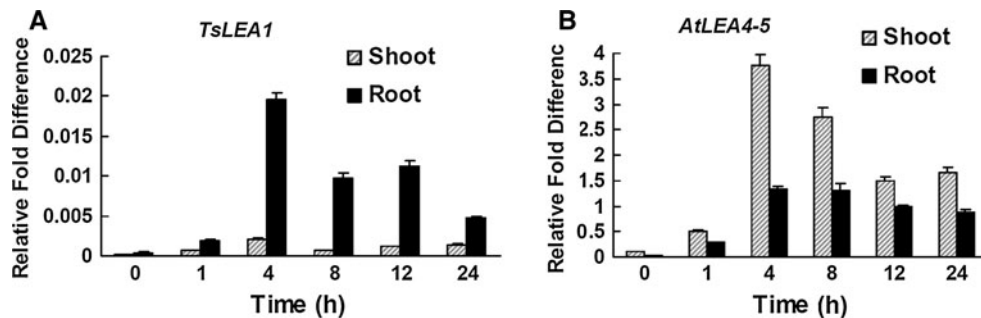 A
TsLEA1
Shoot
Root
Relative Fold Difference
0.025
0.02
0.015
0.01
0.005
0
0 1 4 8 12 24
Time (h)
B
AtLEA4-5
Shoot
Root
Relative Fold Differenc
4
3.5
3
2.5
2
1.5
1
0.5
0
0 1 4 8 12 24
Time (h)